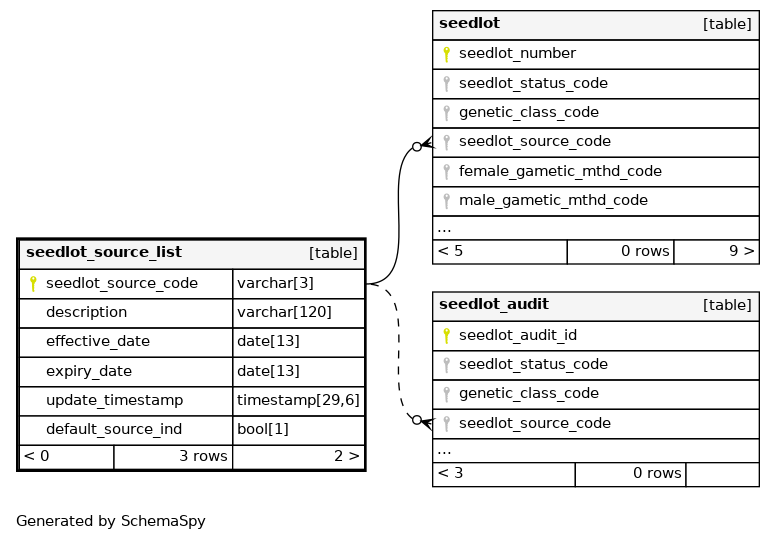 seedlot [table]
seedlot_number
seedlot_status_code
genetic_class_code
seedlot_source_code
female_gametic_mthd_code
male_gametic_mthd_code
...
< 5 0 rows 9 >
seedlot_source_list [table]
seedlot_source_code varchar[3]
description varchar[120]
effective_date date[13]
expiry_date date[13]
update_timestamp timestamp[29,6]
default_source_ind bool[1]
< 0 3 rows 2 >
seedlot_audit [table]
seedlot_audit_id
seedlot_status_code
genetic_class_code
seedlot_source_code
...
< 3 0 rows
Generated by SchemaSpy